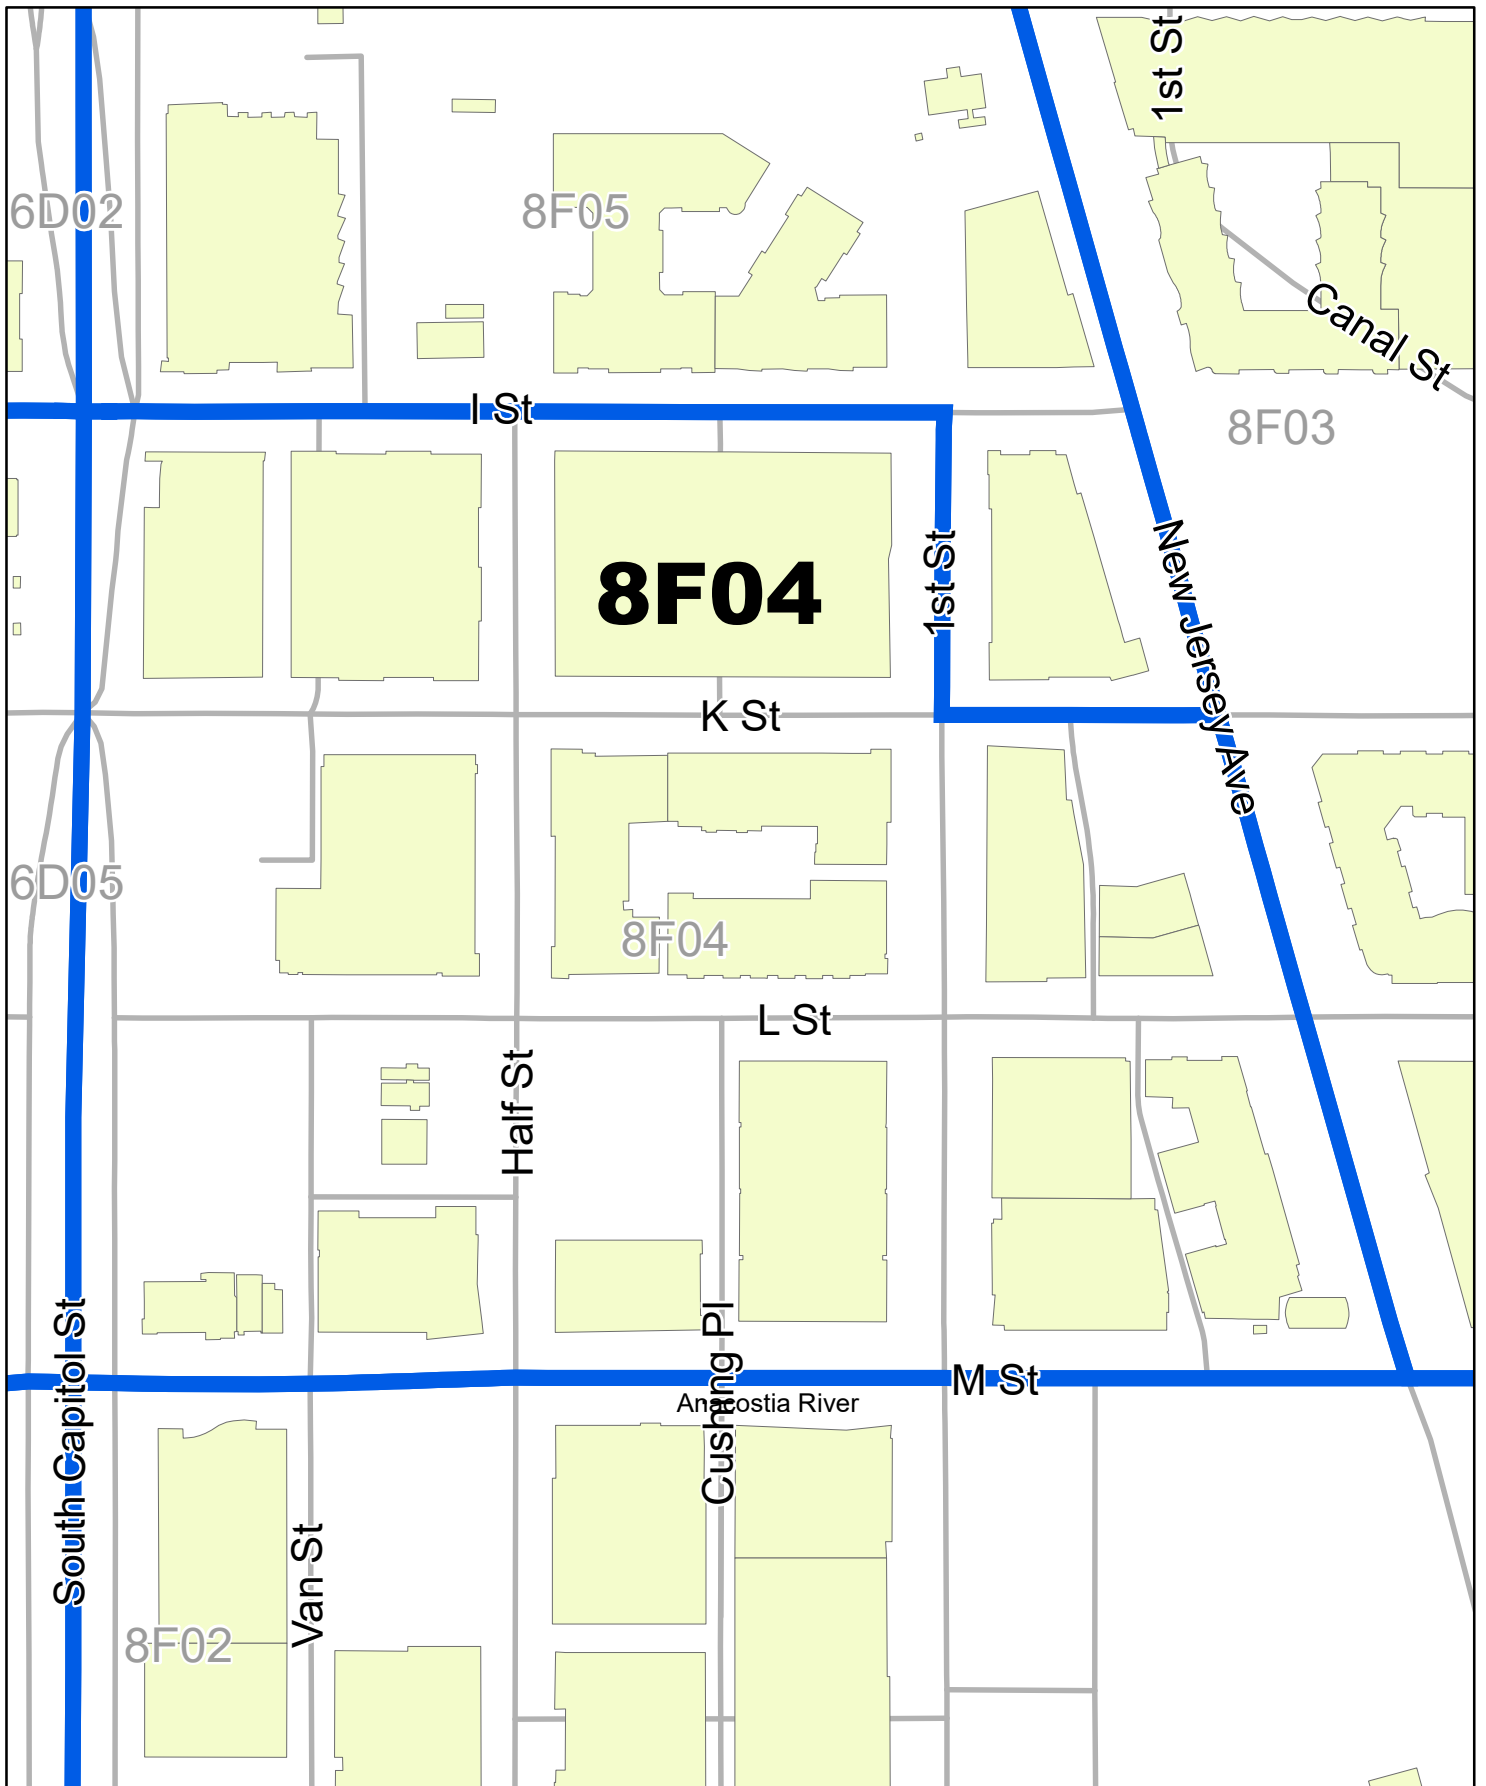 1st St
6D02
8F05
Canal St
I St
8F03
8F04
1st St
New Jersey Ave
K St
6D05
8F04
L St
Half St
South Capitol St
Cushing Pl
M St
Anacostia River
Van St
8F02